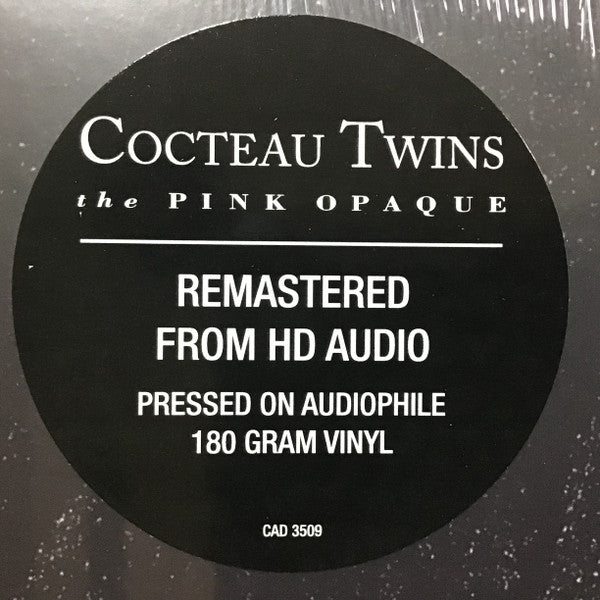 COCTEAU TWINS
the PINK OPAQUE
REMASTERED
FROM HD AUDIO
PRESSED ON AUDIOPHILE
180 GRAM VINYL
CAD 3509